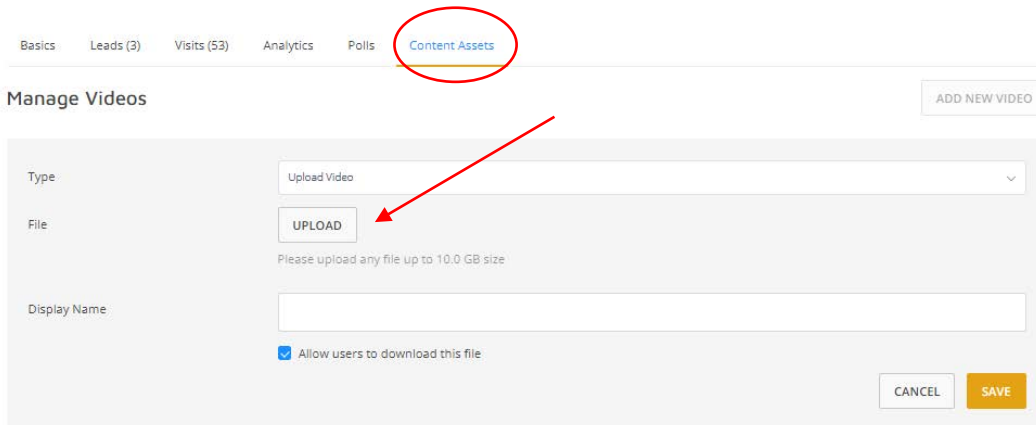 Basics Leads (3) Visits (53) Analytics Polls Content Assets
Manage Videos ADD NEW VIDEO
Type Upload Video
File UPLOAD
Please upload any file up to 10.0 GB size
Display Name
Allow users to download this file
CANCEL SAVE